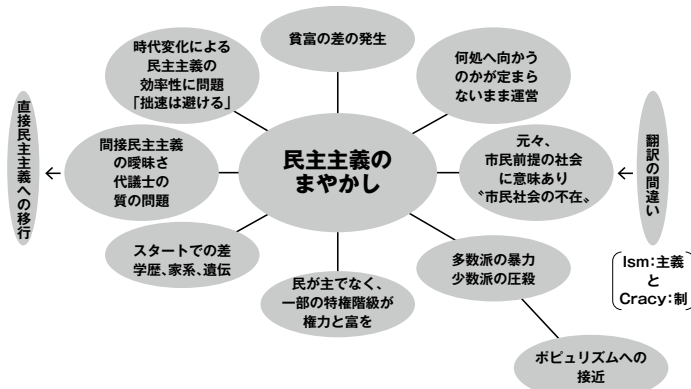 時代変化による
民主主義の
効率性に問題
「拙速は避ける」
貧富の差の発生
何処へ向かう
のかが定まら
ないまま運営
直接民主主義への移行
間接民主主義
の曖昧さ
代議士の
質の問題
民主主義の
まやかし
元々、
市民前提の社会
に意味あり
〝市民社会の不在〟
翻訳の間違い
スタートでの差
学歴、家系、遺伝
民が主でなく、
一部の特権階級が
権力と富を
多数派の暴力
少数派の圧殺
Ism:主義
と
Cracy:制
ポピュリズムへの
接近